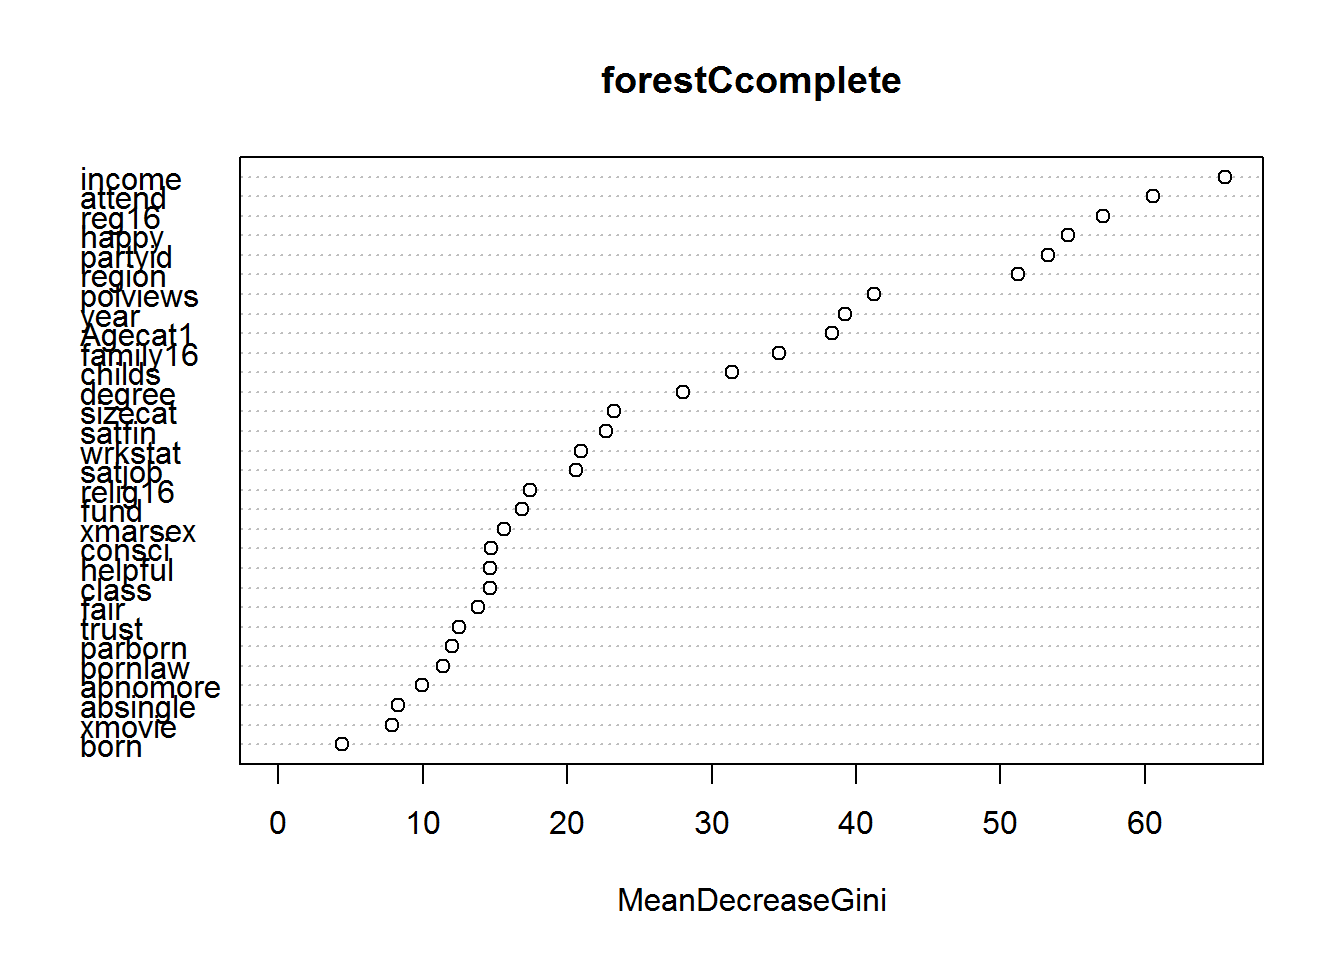 forestCcomplete
income
attend
reg16
happy
partyid
region
polviews
year
Agecat1
family16
childs
degree
sizecat
satfin
wrkstat
satjob
relig16
fund
xmarsex
consci
helpful
class
fair
trust
parborn
bornlaw
abnomore
absingle
xmovie
born
0 10 20 30 40 50 60
MeanDecreaseGini